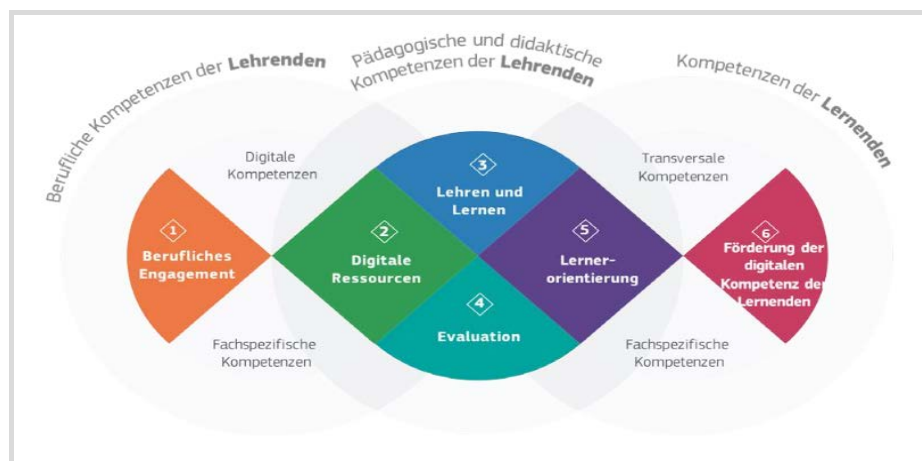 Berufliche Kompetenzen der Lehrenden
Pädagogische und didaktische
Kompetenzen der Lehrenden
Kompetenzen der Lernenden
Digitale
Kompetenzen
Transversale
Kompetenzen
1
Berufliches
Engagement
2
Digitale
Ressourcen
3
Lehren und
Lernen
4
Evaluation
5
Lerner-
orientierung
6
Förderung der
digitalen
Kompetenz der
Lernenden
Fachspezifische
Kompetenzen
Fachspezifische
Kompetenzen